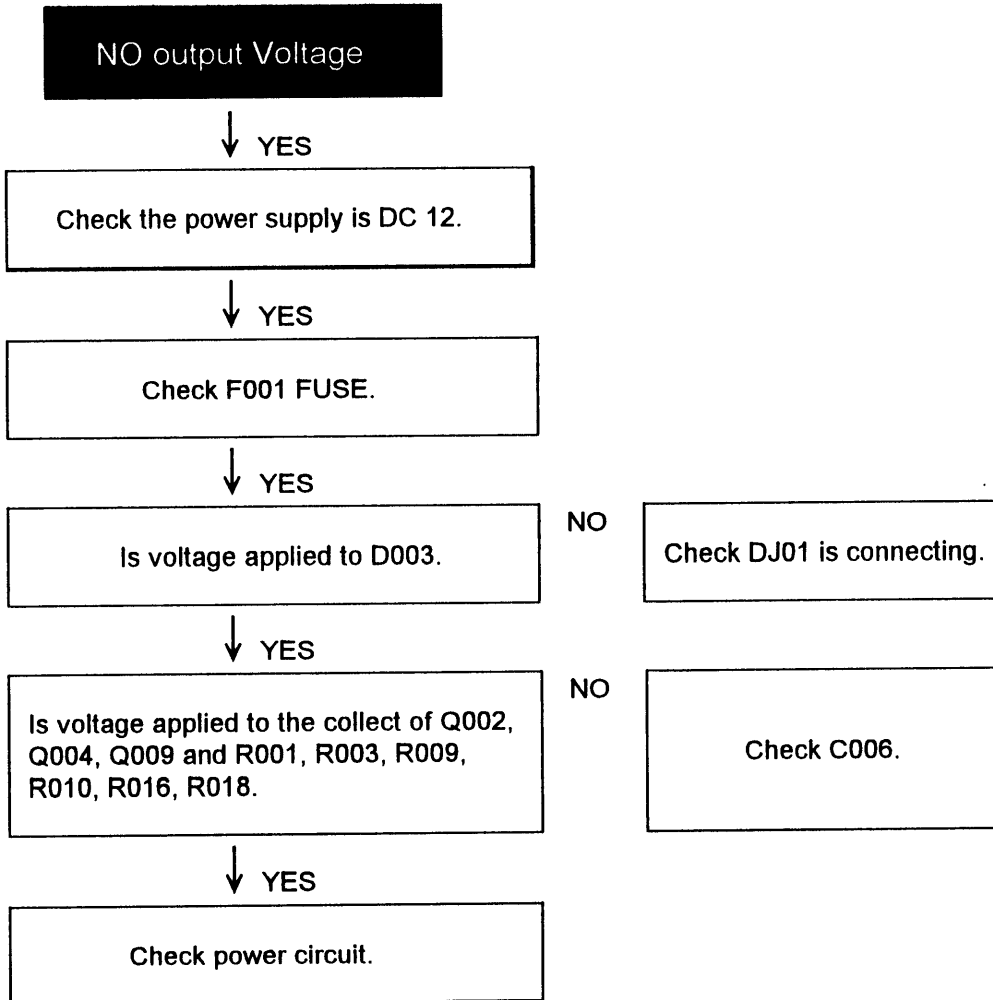 NO output Voltage
YES
Check the power supply is DC 12.
YES
Check F001 FUSE.
YES
Is voltage applied to D003.
NO
Check DJ01 is connecting.
YES
Is voltage applied to the collect of Q002,
Q004, Q009 and R001, R003, R009,
R010, R016, R018.
NO
Check C006.
YES
Check power circuit.